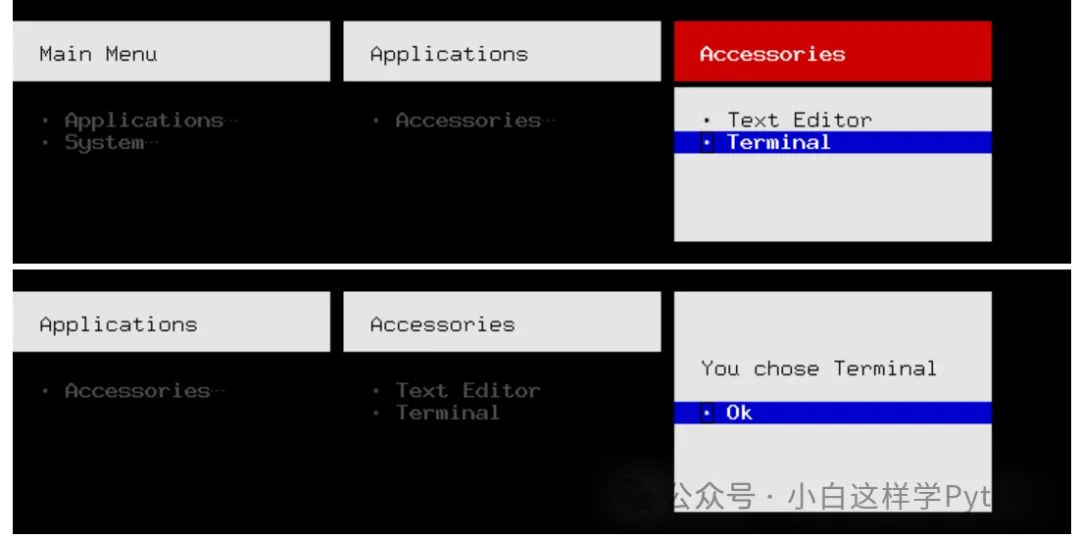 Main Menu
Applications
Accessories
· Applications…
· System…
· Accessories…
· Text Editor
· Terminal
Applications
Accessories
· Accessories…
· Text Editor
· Terminal
You chose Terminal
· Ok
公众号 · 小白这样学Pyt